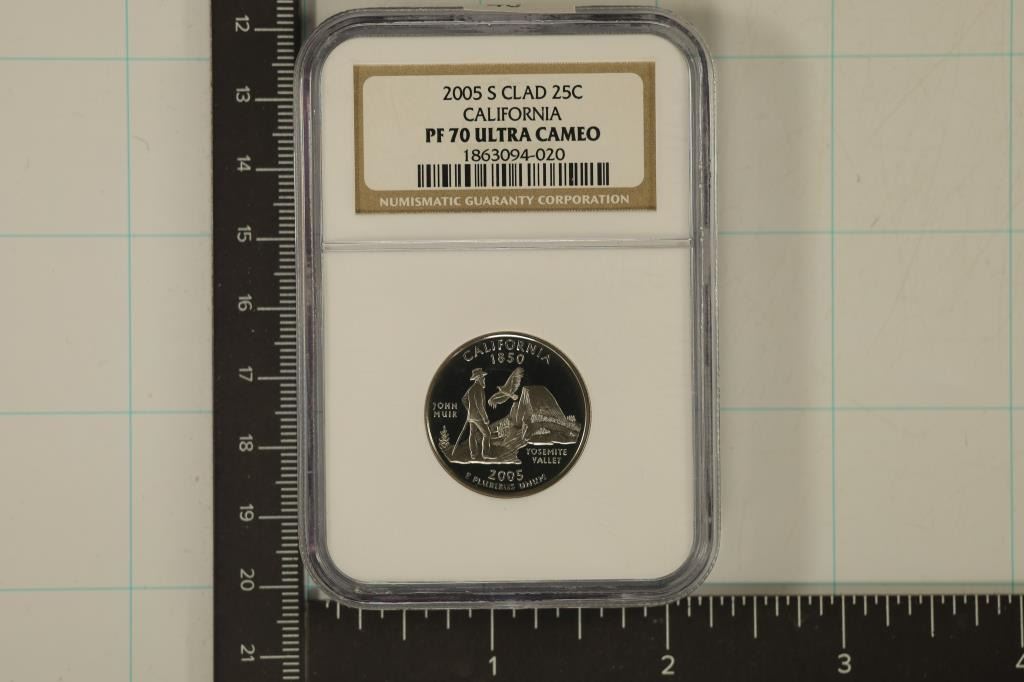 2005 S CLAD 25C
CALIFORNIA
PF 70 ULTRA CAMEO
1863094-020
NUMISMATIC GUARANTY CORPORATION
CALIFORNIA
1850
JOHN
MUIR
YOSEMITE
VALLEY
2005
E PLURIBUS UNUM
12
13
14
15
16
17
18
19
20
21
1 2 3 4